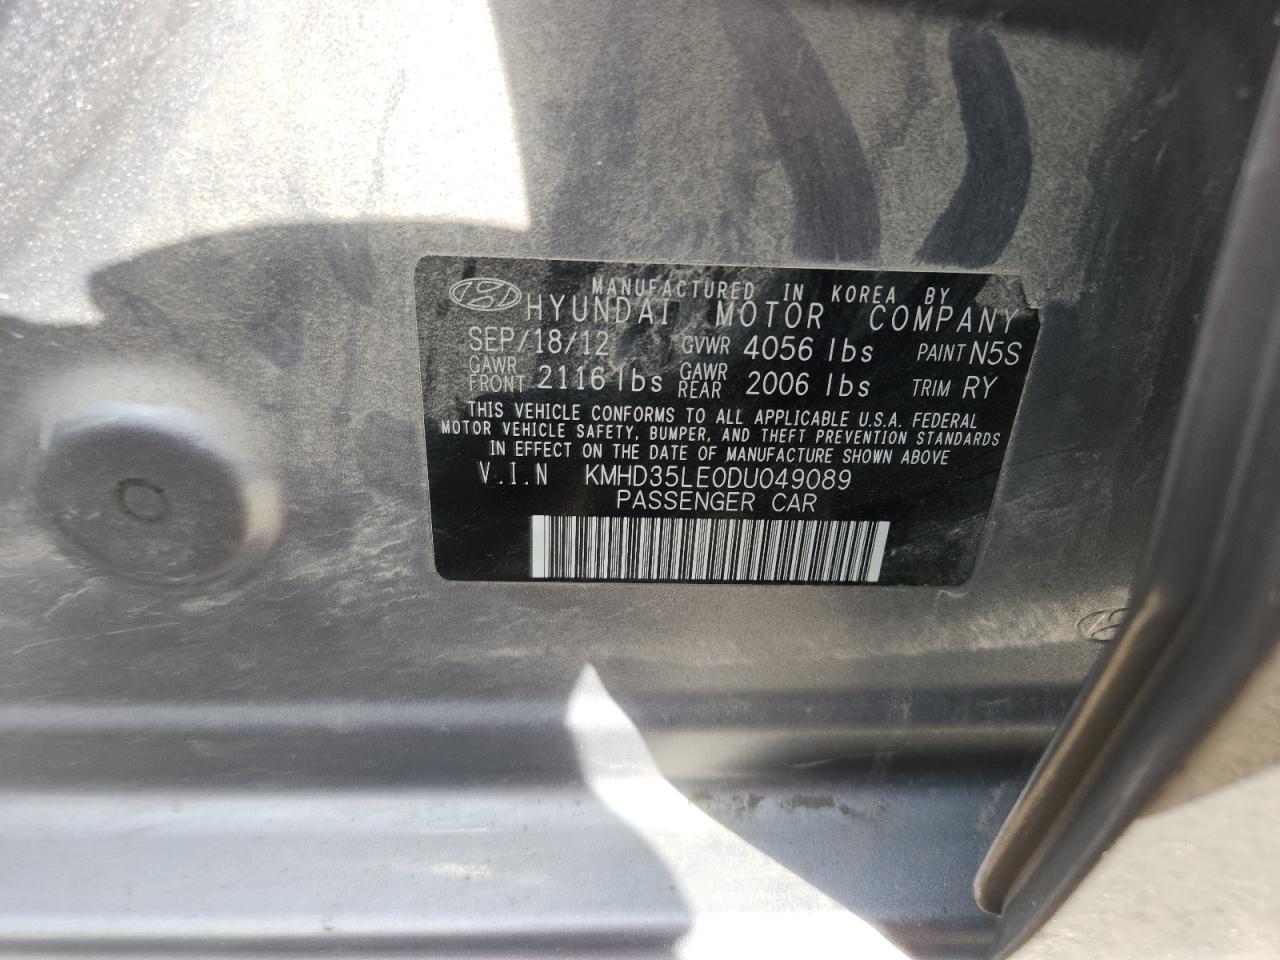 MANUFACTURED IN KOREA BY
HYUNDAI MOTOR COMPANY
SEP/18/12 GVWR 4056 lbs PAINT N5S
GAWR FRONT 2116 lbs GAWR REAR 2006 lbs TRIM RY
THIS VEHICLE CONFORMS TO ALL APPLICABLE U.S.A. FEDERAL
MOTOR VEHICLE SAFETY, BUMPER, AND THEFT PREVENTION STANDARDS
IN EFFECT ON THE DATE OF MANUFACTURE SHOWN ABOVE
V.I.N KMHD35LE0DU049089
PASSENGER CAR